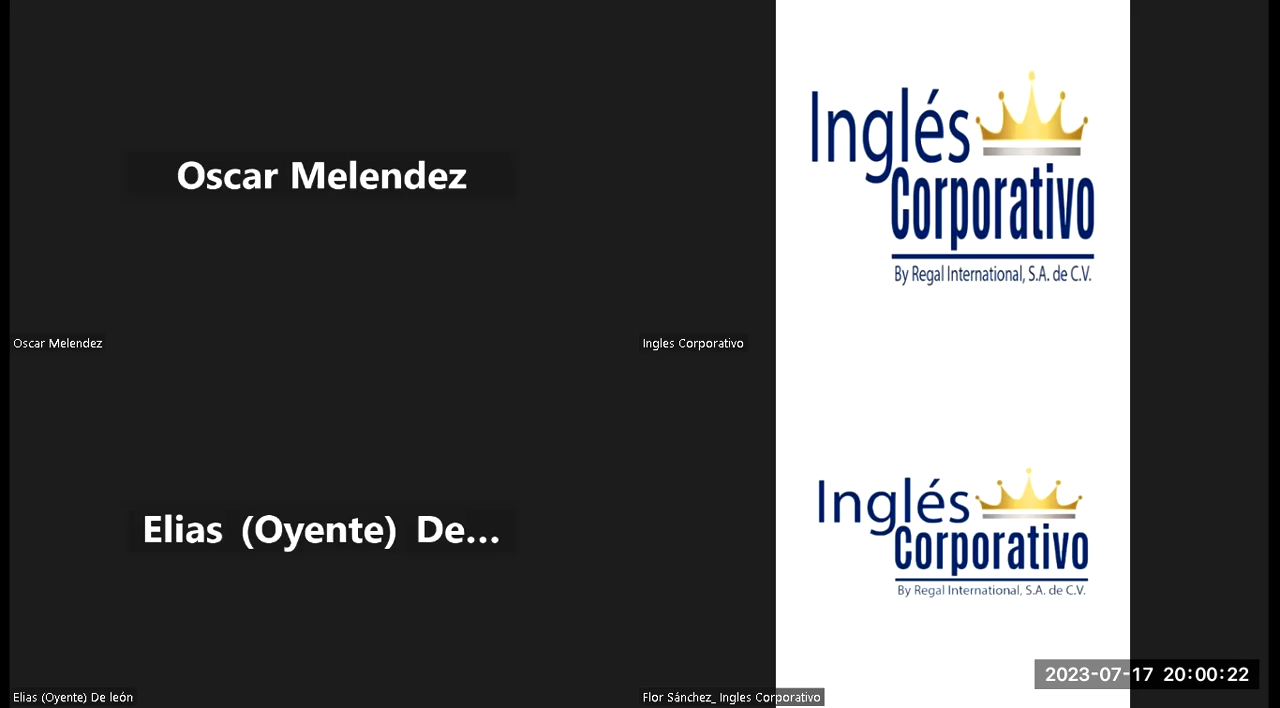 Oscar Melendez
Oscar Melendez
Inglés
Corporativo
By Regal International, S.A. de C.V.
Ingles Corporativo
Elias (Oyente) De...
Elias (Oyente) De león
Inglés
Corporativo
By Regal International, S.A. de C.V.
Flor Sánchez_ Ingles Corporativo
2023-07-17 20:00:22